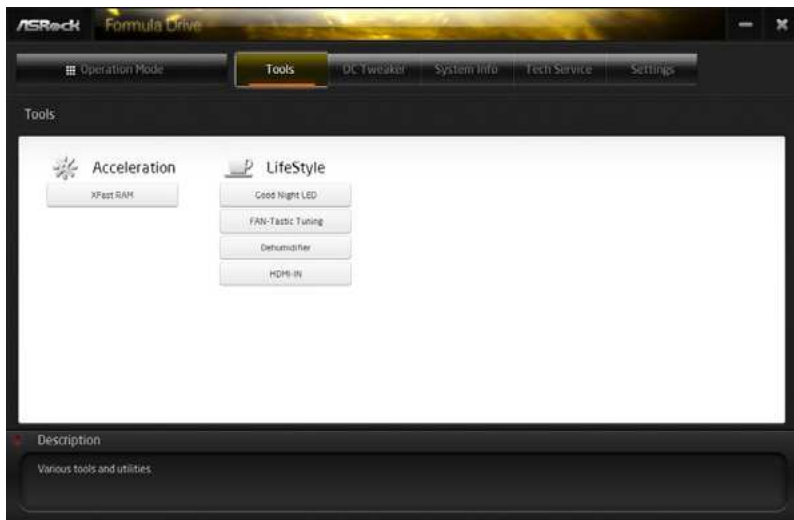 ASRock Formula Drive
Operation Mode Tools OC Tweaker System Info Tech Service Settings
Tools
Acceleration LifeStyle
XFast RAM Good Night LED
FAN-Tastic Tuning
Dehumidifier
HDMI-IN
Description
Various tools and utilities.